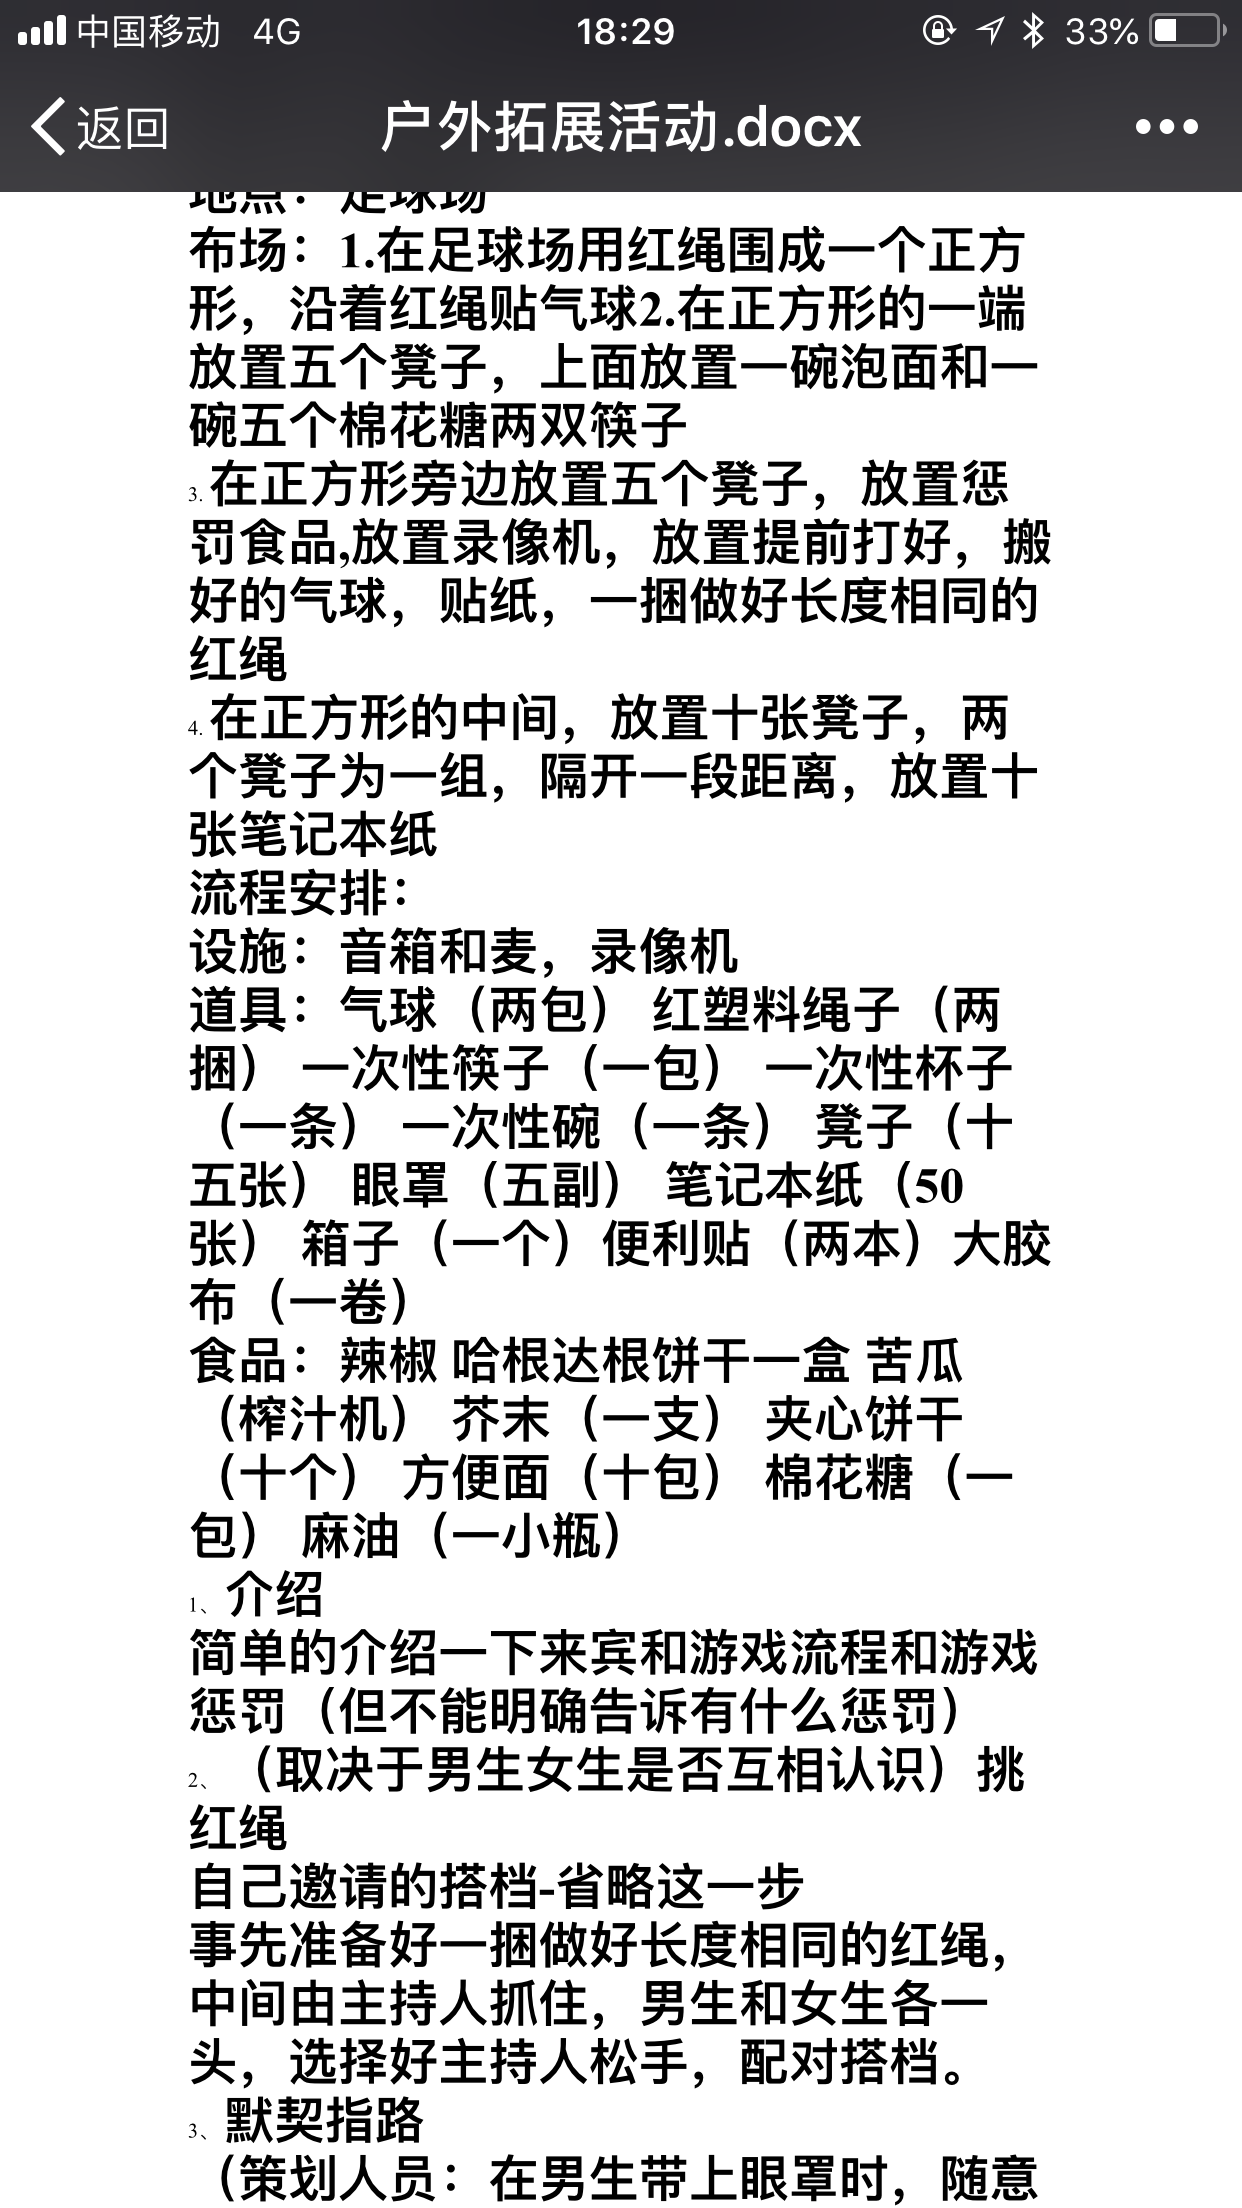 中国移动 4G 18:29 33%
返回 户外拓展活动.docx
地点：足球场
布场：1.在足球场用红绳围成一个正方
形，沿着红绳贴气球2.在正方形的一端
放置五个凳子，上面放置一碗泡面和一
碗五个棉花糖两双筷子
3. 在正方形旁边放置五个凳子，放置惩
罚食品,放置录像机，放置提前打好，搬
好的气球，贴纸，一捆做好长度相同的
红绳
4. 在正方形的中间，放置十张凳子，两
个凳子为一组，隔开一段距离，放置十
张笔记本纸
流程安排：
设施：音箱和麦，录像机
道具：气球（两包） 红塑料绳子（两
捆） 一次性筷子（一包） 一次性杯子
（一条） 一次性碗（一条） 凳子（十
五张） 眼罩（五副） 笔记本纸（50
张） 箱子（一个）便利贴（两本）大胶
布（一卷）
食品：辣椒 哈根达根饼干一盒 苦瓜
（榨汁机） 芥末（一支） 夹心饼干
（十个） 方便面（十包） 棉花糖（一
包） 麻油（一小瓶）
1、介绍
简单的介绍一下来宾和游戏流程和游戏
惩罚（但不能明确告诉有什么惩罚）
2、（取决于男生女生是否互相认识）挑
红绳
自己邀请的搭档-省略这一步
事先准备好一捆做好长度相同的红绳，
中间由主持人抓住，男生和女生各一
头，选择好主持人松手，配对搭档。
3、默契指路
（策划人员：在男生带上眼罩时，随意